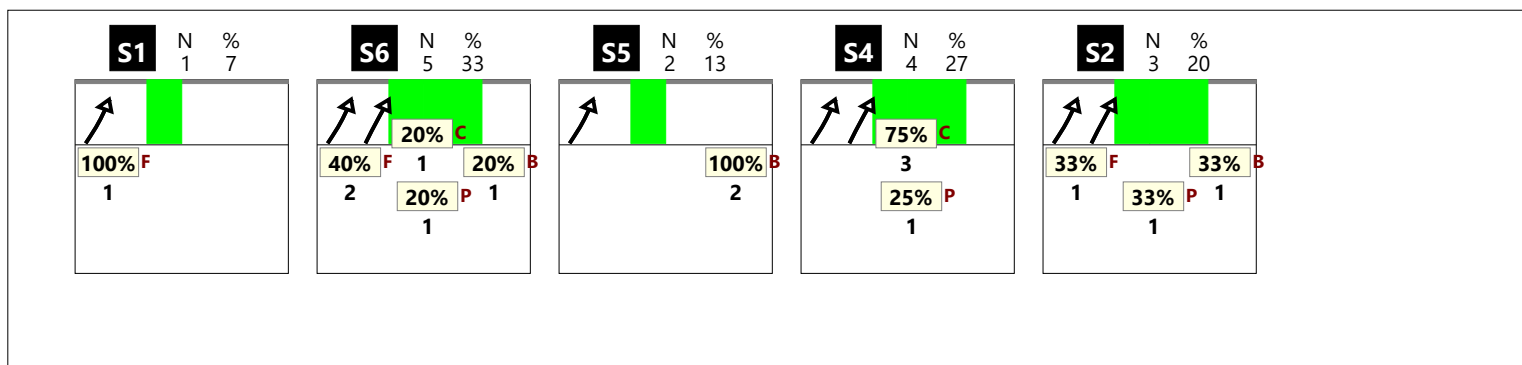 S1 N % 1 7
100% F
1
S6 N % 5 33
20% C
1
40% F
2
20% B
1
20% P
1
S5 N % 2 13
100% B
2
S4 N % 4 27
75% C
3
25% P
1
S2 N % 3 20
33% F
1
33% B
1
33% P
1